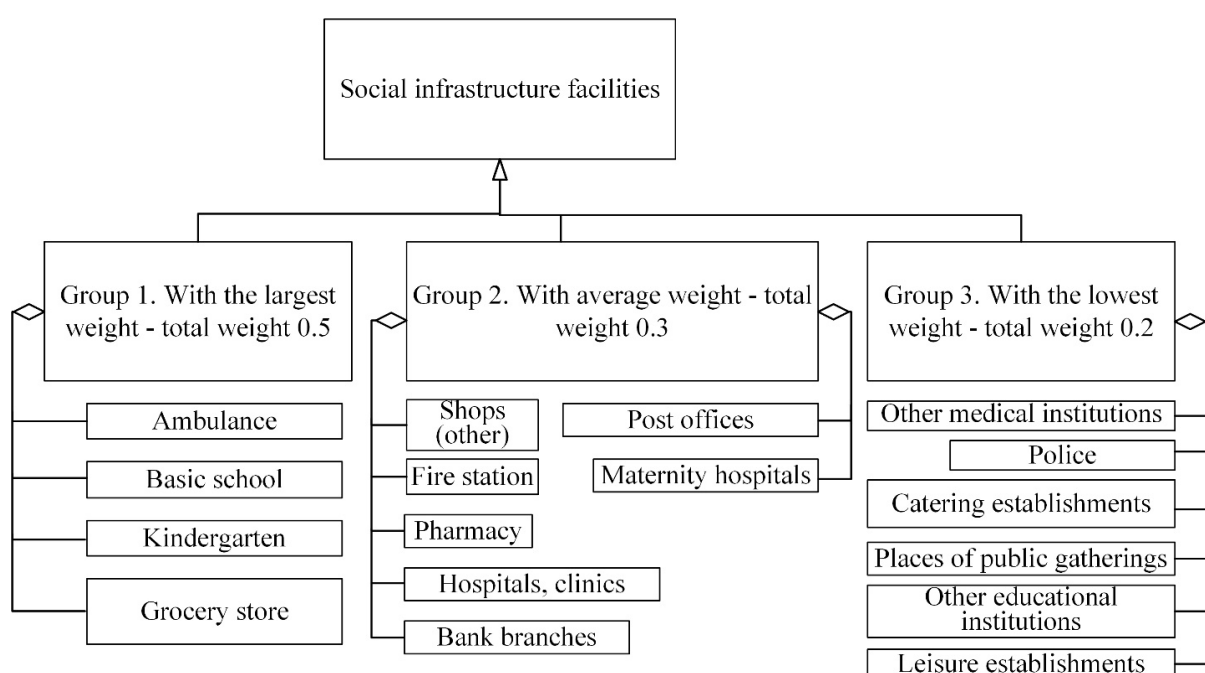 Social infrastructure facilities
Group 1. With the largest
weight - total weight 0.5
Ambulance
Basic school
Kindergarten
Grocery store
Group 2. With average weight - total
weight 0.3
Shops
(other)
Fire station
Pharmacy
Hospitals, clinics
Bank branches
Post offices
Maternity hospitals
Group 3. With the lowest
weight - total weight 0.2
Other medical institutions
Police
Catering establishments
Places of public gatherings
Other educational
institutions
Leisure establishments